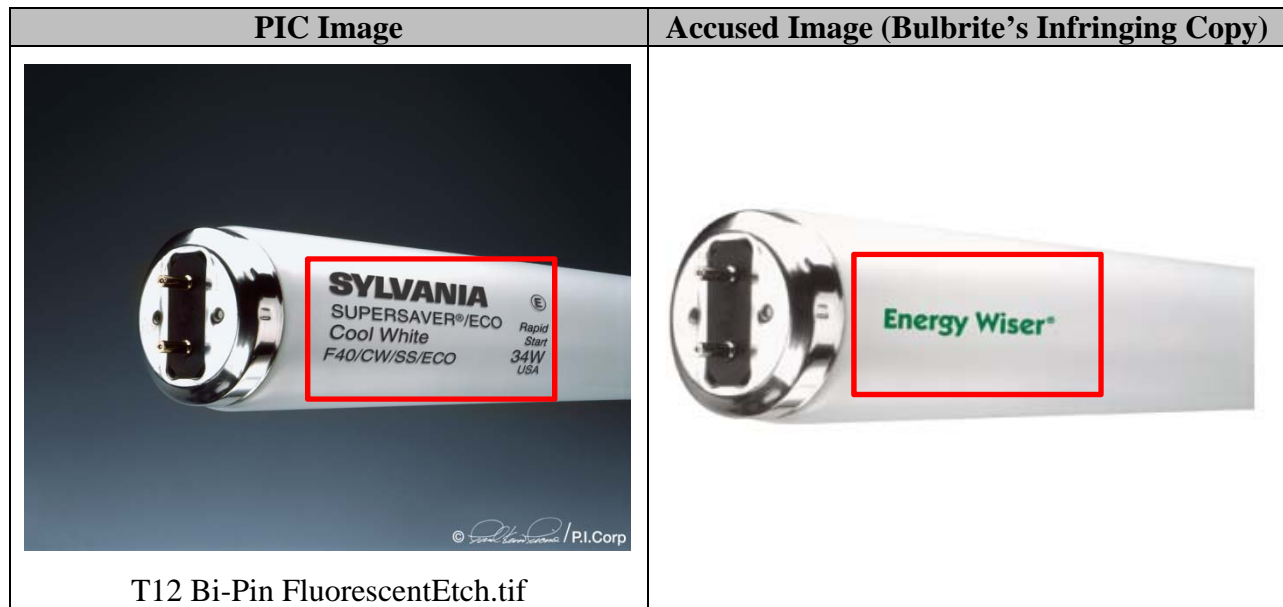 PIC Image
Accused Image (Bulbrite's Infringing Copy)
SYLVANIA
SUPERSAVER®/ECO
Cool White
F40/CW/SS/ECO
E
Rapid
Start
34W
USA
© /P.I.Corp
Energy Wiser®
T12 Bi-Pin FluorescentEtch.tif